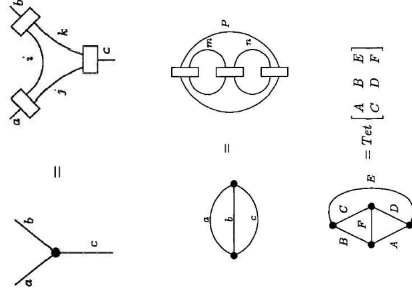 a b c = a b i k j c
a b c = m n P
B C F E A D = Tet [A B E
C D F]